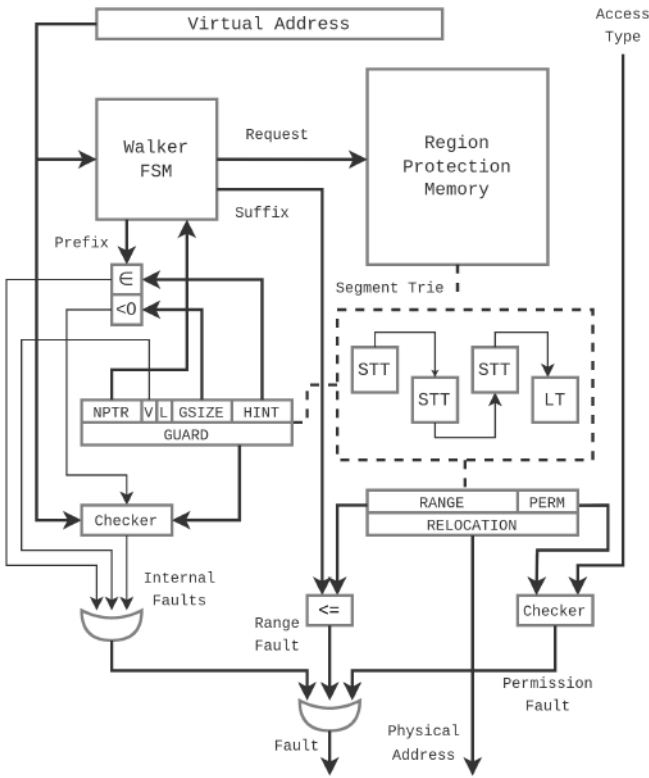 Virtual Address
Access
Type
Walker
FSM
Request
Region
Protection
Memory
Suffix
Prefix
∈
<0
Segment Trie
STT
STT
STT
LT
NPTR V L GSIZE HINT
GUARD
RANGE PERM
RELOCATION
Checker
Internal
Faults
<=
Checker
Range
Fault
Permission
Fault
Physical
Address
Fault